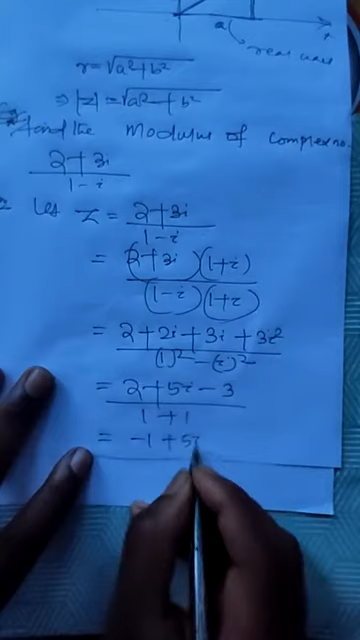 a
real axis
r = √a²+b²
⇒ |z| = √a²+b²
find the Modulus of complex no.
2+3i / 1-i
Let z = 2+3i / 1-i
= (2+3i)(1+i) / (1-i)(1+i)
= 2+2i+3i+3i² / (1)²-(i)²
= 2+5i-3 / 1+1
= -1+5i